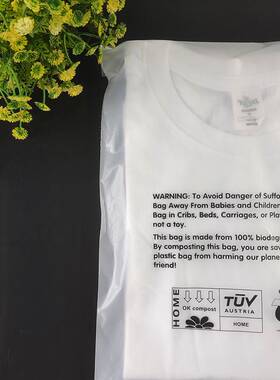 WARNING: To Avoid Danger of Suffo
Bag Away From Babies and Children
Bag in Cribs, Beds, Carriages, or Pla
not a toy.
This bag is made from 100% biodeg
By composting this bag, you are sav
plastic bag from harming our plane
friend!
HOME
OK compost
TÜV
AUSTRIA
HOME